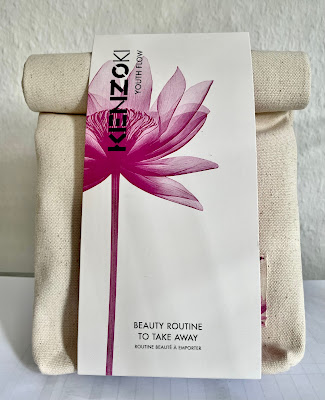 KENZOKI
YOUTH FLOW
BEAUTY ROUTINE
TO TAKE AWAY
ROUTINE BEAUTÉ À EMPORTER